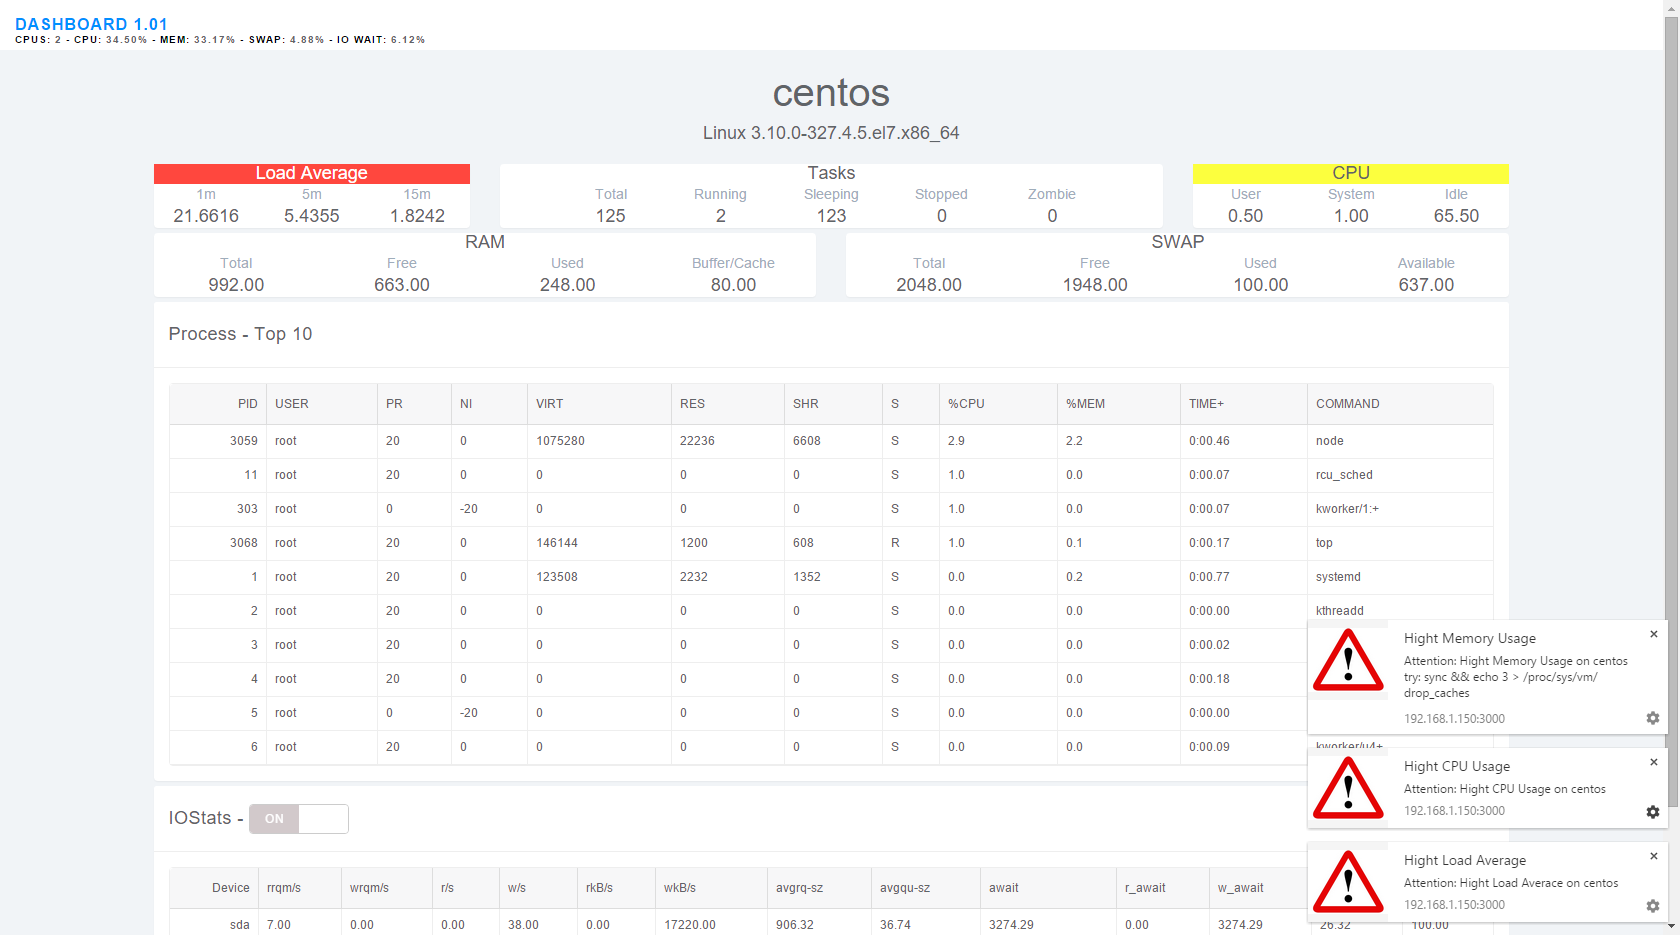 DASHBOARD 1.01
CPUS: 2 - CPU: 34.50% - MEM: 33.17% - SWAP: 4.88% - IO WAIT: 6.12%
centos
Linux 3.10.0-327.4.5.el7.x86_64
Load Average
1m 5m 15m
21.6616 5.4355 1.8242
Tasks
Total Running Sleeping Stopped Zombie
125 2 123 0 0
CPU
User System Idle
0.50 1.00 65.50
RAM
Total Free Used Buffer/Cache
992.00 663.00 248.00 80.00
SWAP
Total Free Used Available
2048.00 1948.00 100.00 637.00
Process - Top 10
PID USER PR NI VIRT RES SHR S %CPU %MEM TIME+ COMMAND
3059 root 20 0 1075280 22236 6608 S 2.9 2.2 0:00.46 node
11 root 20 0 0 0 0 S 1.0 0.0 0:00.07 rcu_sched
303 root 0 -20 0 0 0 S 1.0 0.0 0:00.07 kworker/1:+
3068 root 20 0 146144 1200 608 R 1.0 0.1 0:00.17 top
1 root 20 0 123508 2232 1352 S 0.0 0.2 0:00.77 systemd
2 root 20 0 0 0 0 S 0.0 0.0 0:00.00 kthreadd
3 root 20 0 0 0 0 S 0.0 0.0 0:00.02
4 root 20 0 0 0 0 S 0.0 0.0 0:00.18
5 root 0 -20 0 0 0 S 0.0 0.0 0:00.00
6 root 20 0 0 0 0 S 0.0 0.0 0:00.09 kworker/u4+
IOStats - ON
Device rrqm/s wrqm/s r/s w/s rkB/s wkB/s avgrq-sz avgqu-sz await r_await w_await
sda 7.00 0.00 0.00 38.00 0.00 17220.00 906.32 36.74 3274.29 0.00 3274.29 26.32 100.00
Hight Memory Usage
Attention: Hight Memory Usage on centos
try: sync && echo 3 > /proc/sys/vm/
drop_caches
192.168.1.150:3000
Hight CPU Usage
Attention: Hight CPU Usage on centos
192.168.1.150:3000
Hight Load Average
Attention: Hight Load Averace on centos
192.168.1.150:3000